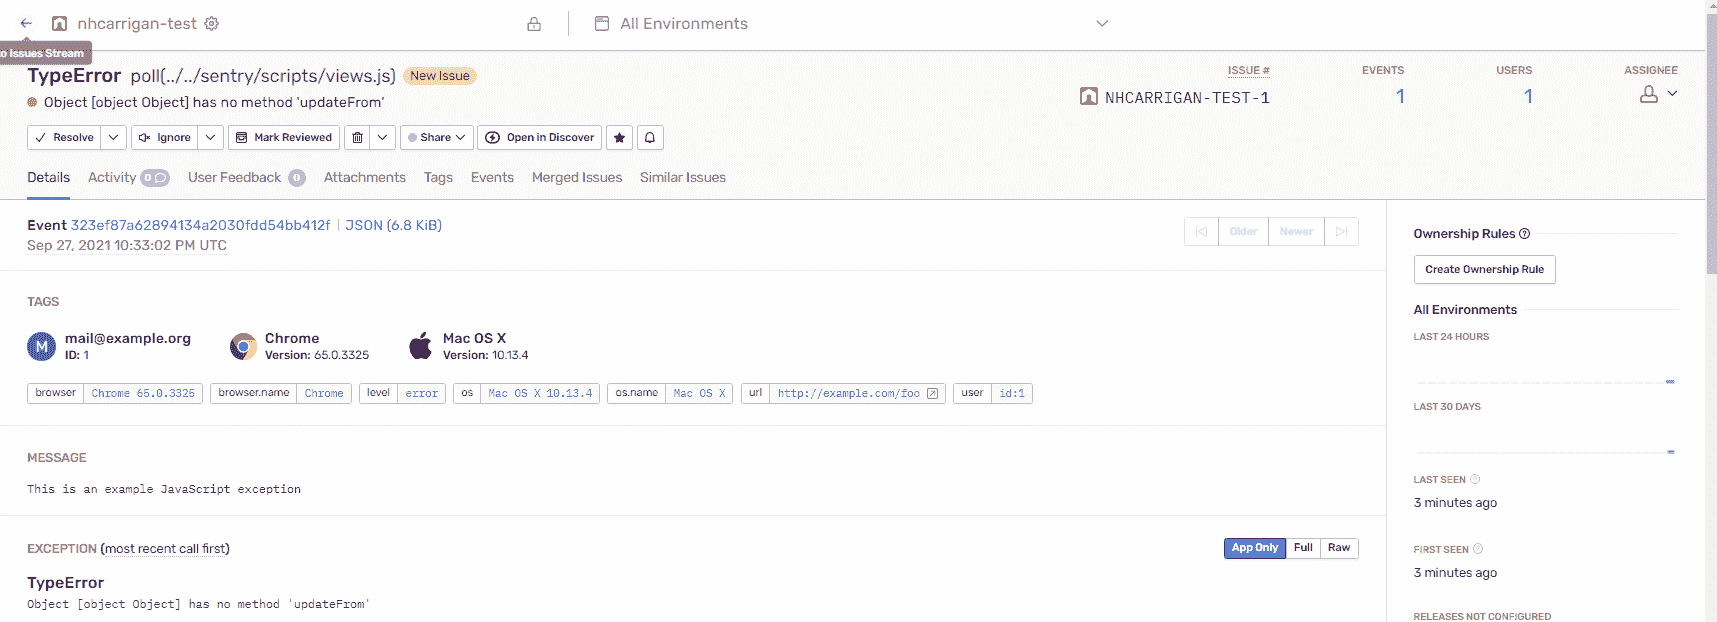 nhcarrigan-test
All Environments
o Issues Stream
TypeError poll(../../sentry/scripts/views.js) New Issue
Object [object Object] has no method 'updateFrom'
ISSUE # EVENTS USERS ASSIGNEE
NHCARRIGAN-TEST-1 1 1
Resolve Ignore Mark Reviewed Share Open in Discover
Details Activity 0 User Feedback 0 Attachments Tags Events Merged Issues Similar Issues
Event 323ef87a62894134a2030fdd54bb412f | JSON (6.8 KiB)
Sep 27, 2021 10:33:02 PM UTC
Older Newer
TAGS
M mail@example.org
ID: 1
Chrome
Version: 65.0.3325
Mac OS X
Version: 10.13.4
browser Chrome 65.0.3325 browser.name Chrome level error os Mac OS X 10.13.4 os.name Mac OS X url http://example.com/foo user id:1
MESSAGE
This is an example JavaScript exception
EXCEPTION (most recent call first)
App Only Full Raw
TypeError
Object [object Object] has no method 'updateFrom'
Ownership Rules
Create Ownership Rule
All Environments
LAST 24 HOURS
LAST 30 DAYS
LAST SEEN
3 minutes ago
FIRST SEEN
3 minutes ago
RELEASES NOT CONFIGURED